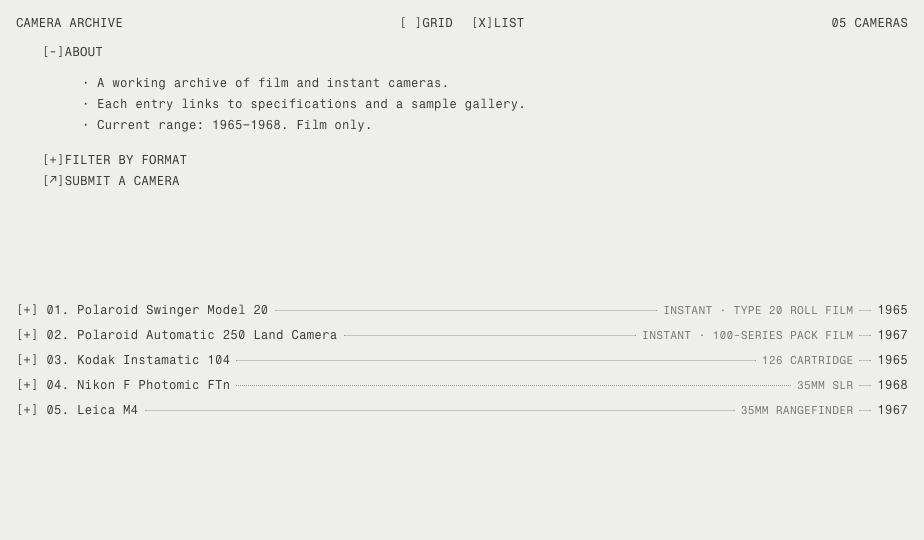 CAMERA ARCHIVE [ ]GRID [X]LIST 05 CAMERAS
[-]ABOUT
· A working archive of film and instant cameras.
· Each entry links to specifications and a sample gallery.
· Current range: 1965–1968. Film only.
[+]FILTER BY FORMAT
[↗]SUBMIT A CAMERA
[+] 01. Polaroid Swinger Model 20 INSTANT · TYPE 20 ROLL FILM 1965
[+] 02. Polaroid Automatic 250 Land Camera INSTANT · 100-SERIES PACK FILM 1967
[+] 03. Kodak Instamatic 104 126 CARTRIDGE 1965
[+] 04. Nikon F Photomic FTn 35MM SLR 1968
[+] 05. Leica M4 35MM RANGEFINDER 1967